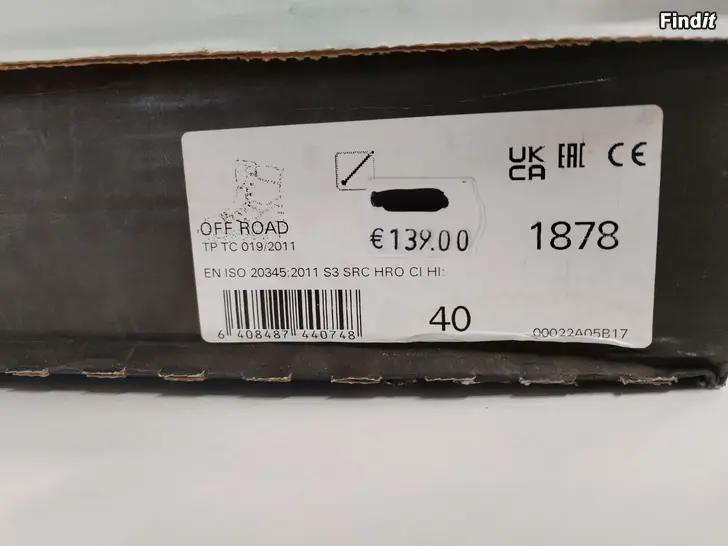 Findit
UK CA EAC CE
OFF ROAD
TP TC 019/2011
€139.00
1878
EN ISO 20345:2011 S3 SRC HRO CI HI
6 408487 440748
40
00022A05B17